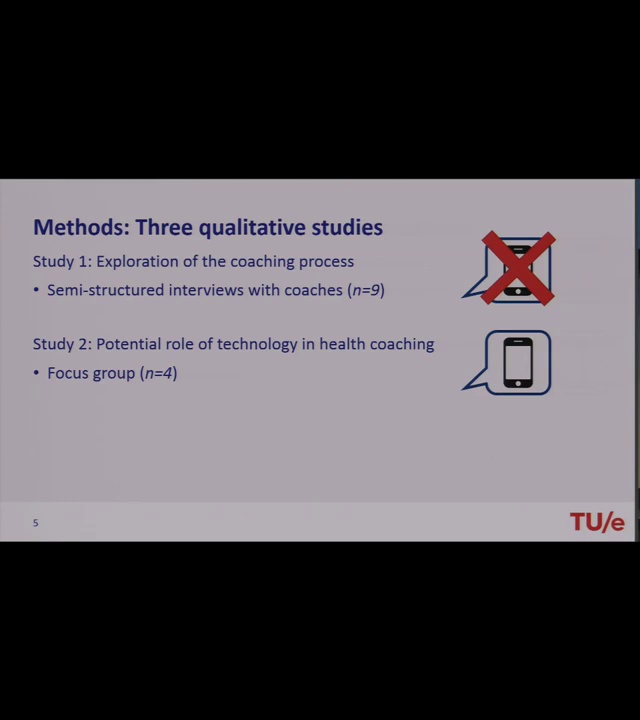 Methods: Three qualitative studies
Study 1: Exploration of the coaching process
• Semi-structured interviews with coaches (n=9)
Study 2: Potential role of technology in health coaching
• Focus group (n=4)
5
TU/e